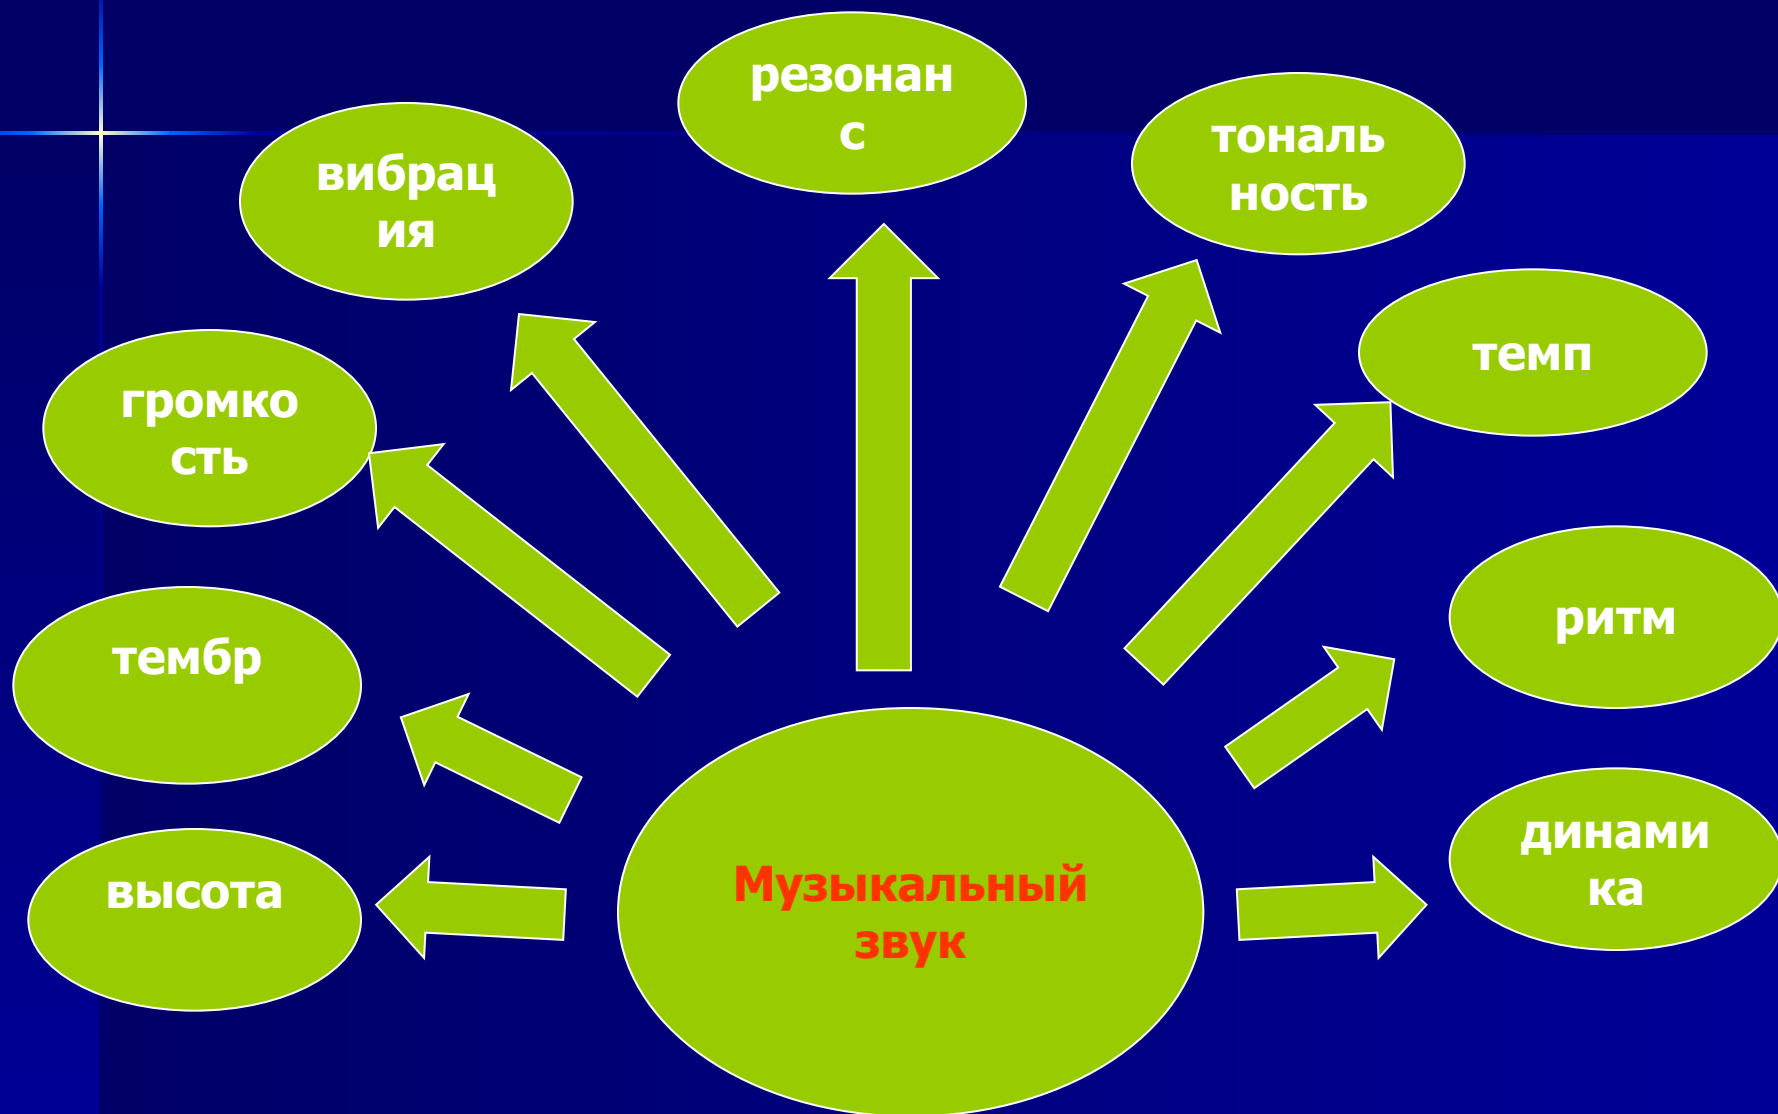 резонан
с
тональ
ность
вибрац
ия
темп
громко
сть
ритм
тембр
динами
ка
высота
Музыкальный
звук